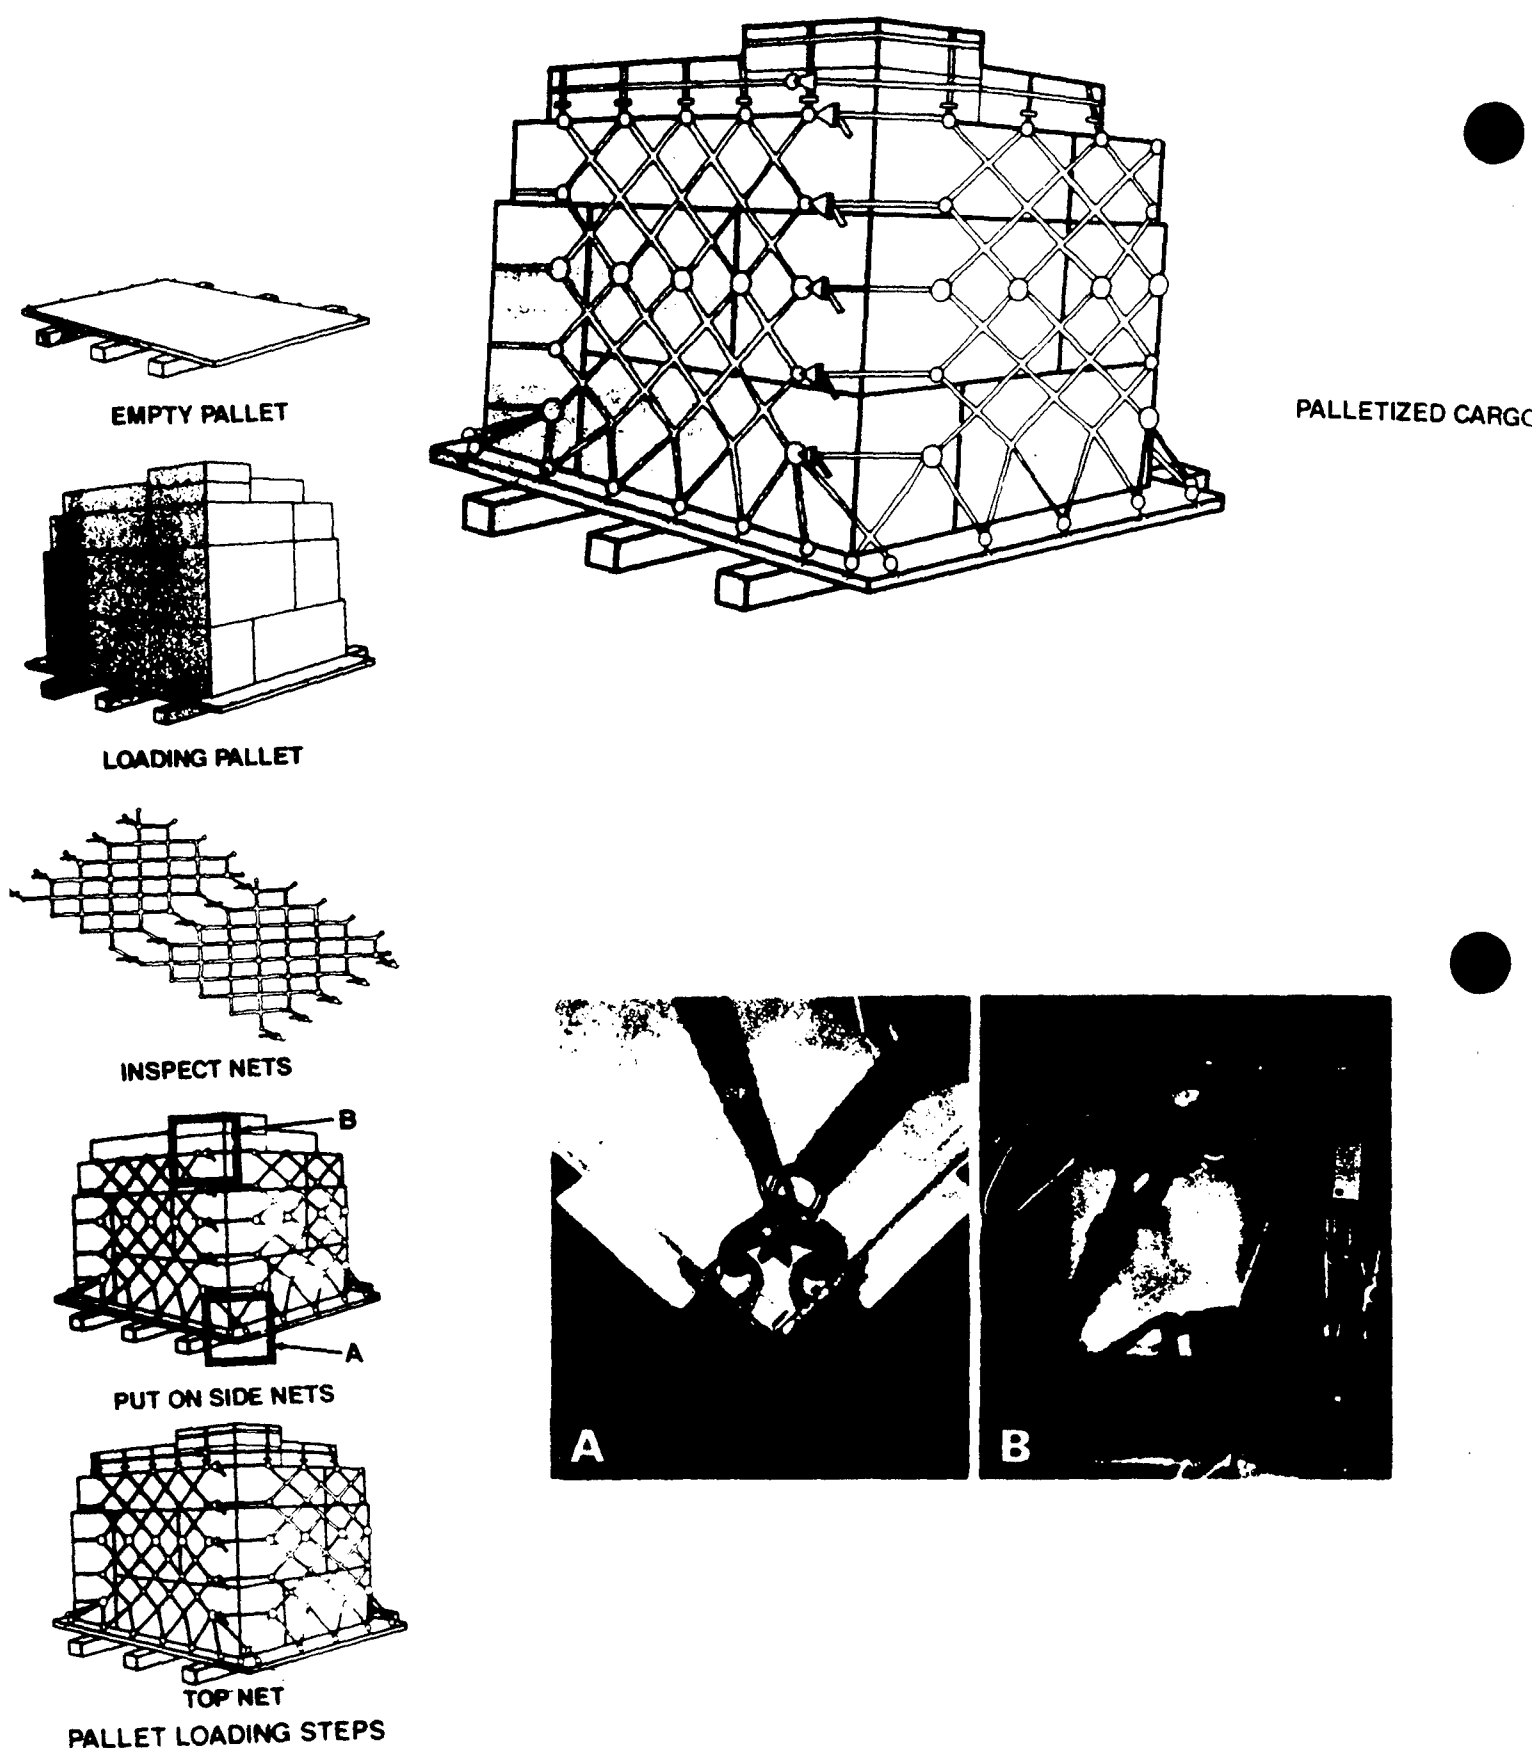 EMPTY PALLET
PALLETIZED CARGO
LOADING PALLET
INSPECT NETS
B
A
PUT ON SIDE NETS
A
B
TOP NET
PALLET LOADING STEPS